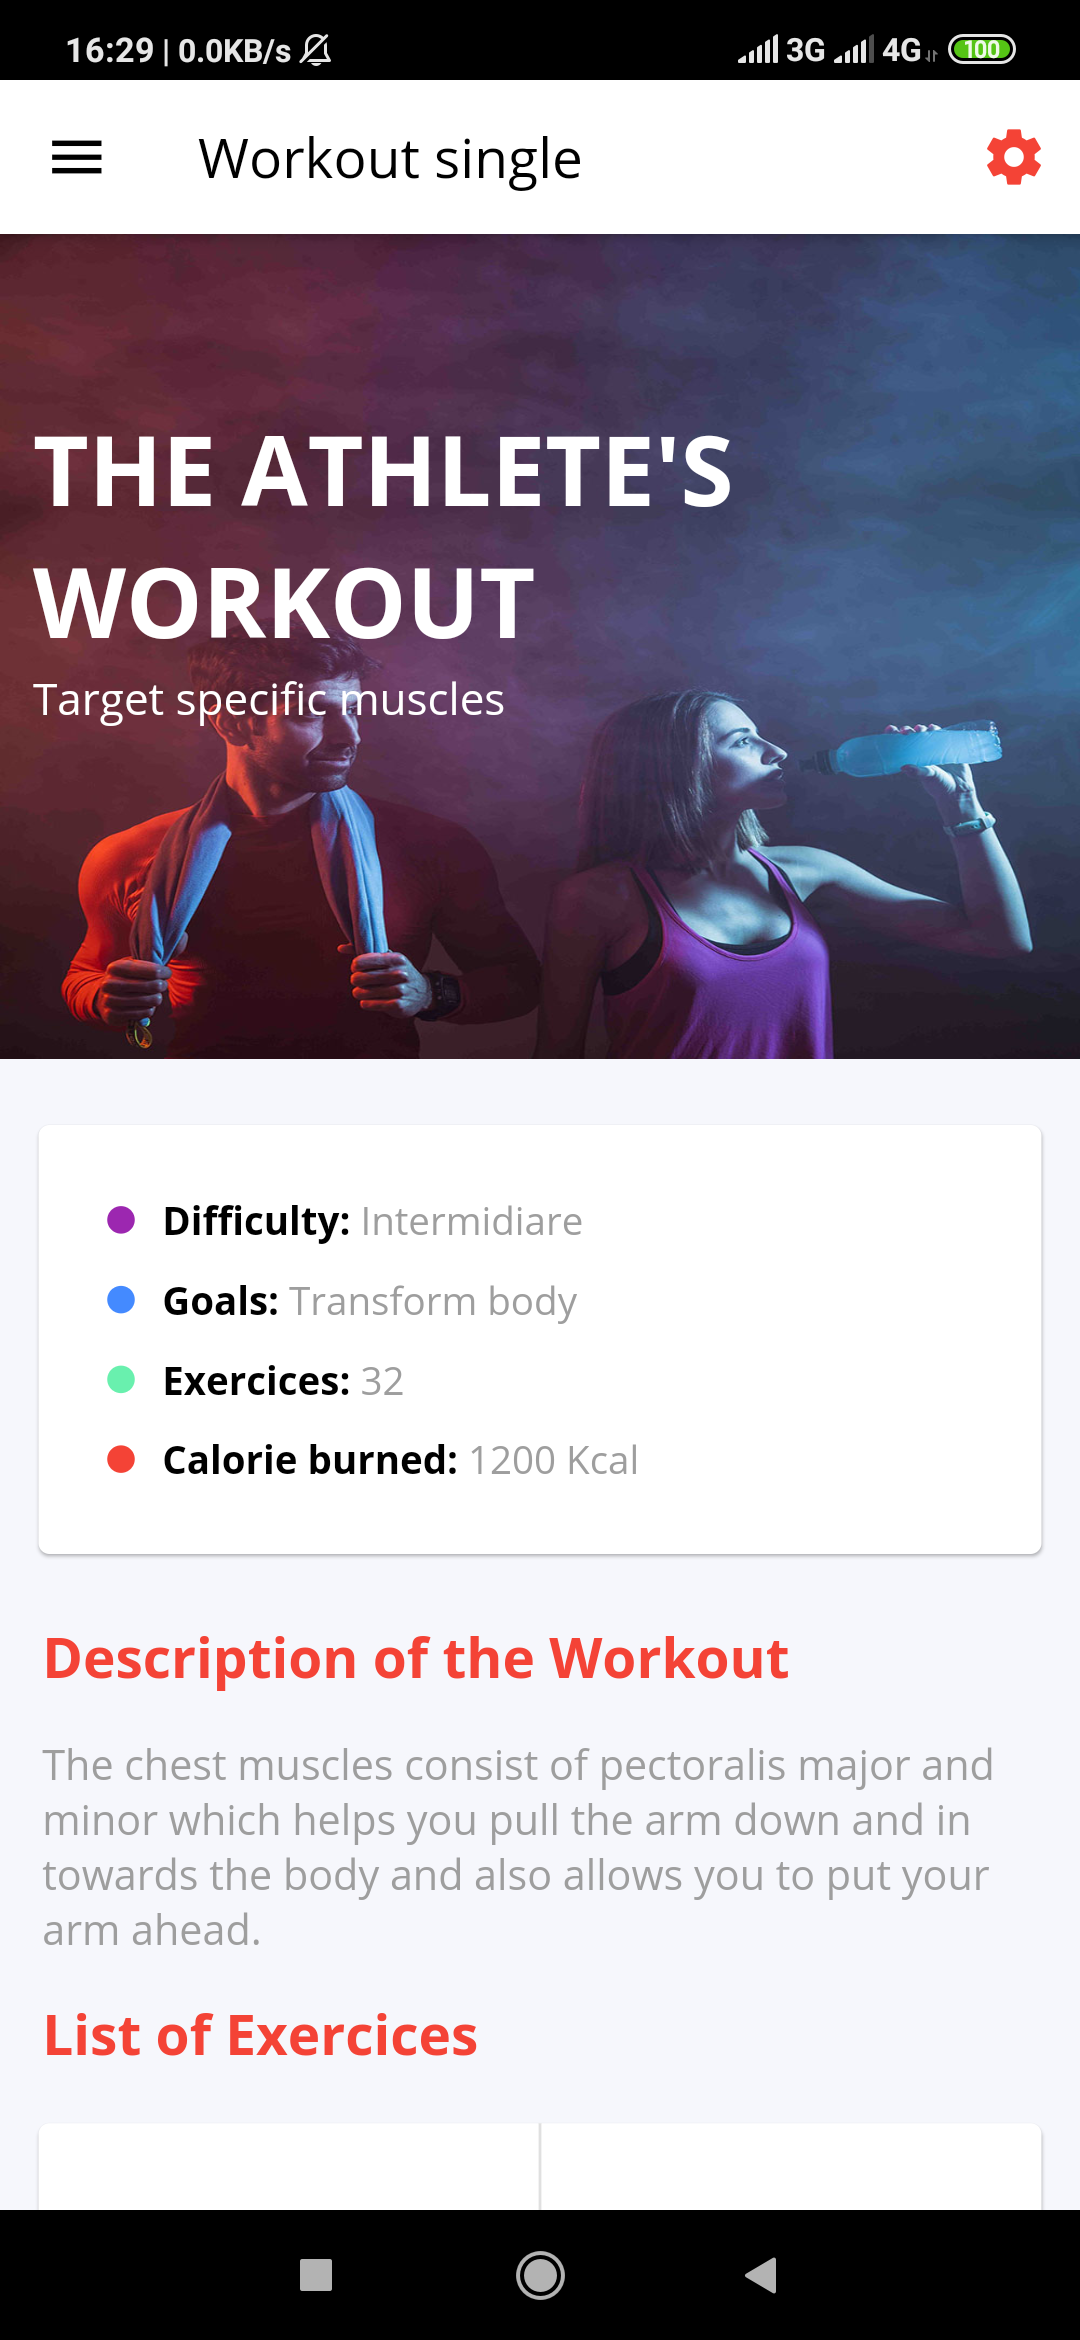 16:29 | 0.0KB/s 3G 4G 100
Workout single
THE ATHLETE'S
WORKOUT
Target specific muscles
Difficulty: Intermidiare
Goals: Transform body
Exercices: 32
Calorie burned: 1200 Kcal
Description of the Workout
The chest muscles consist of pectoralis major and
minor which helps you pull the arm down and in
towards the body and also allows you to put your
arm ahead.
List of Exercices